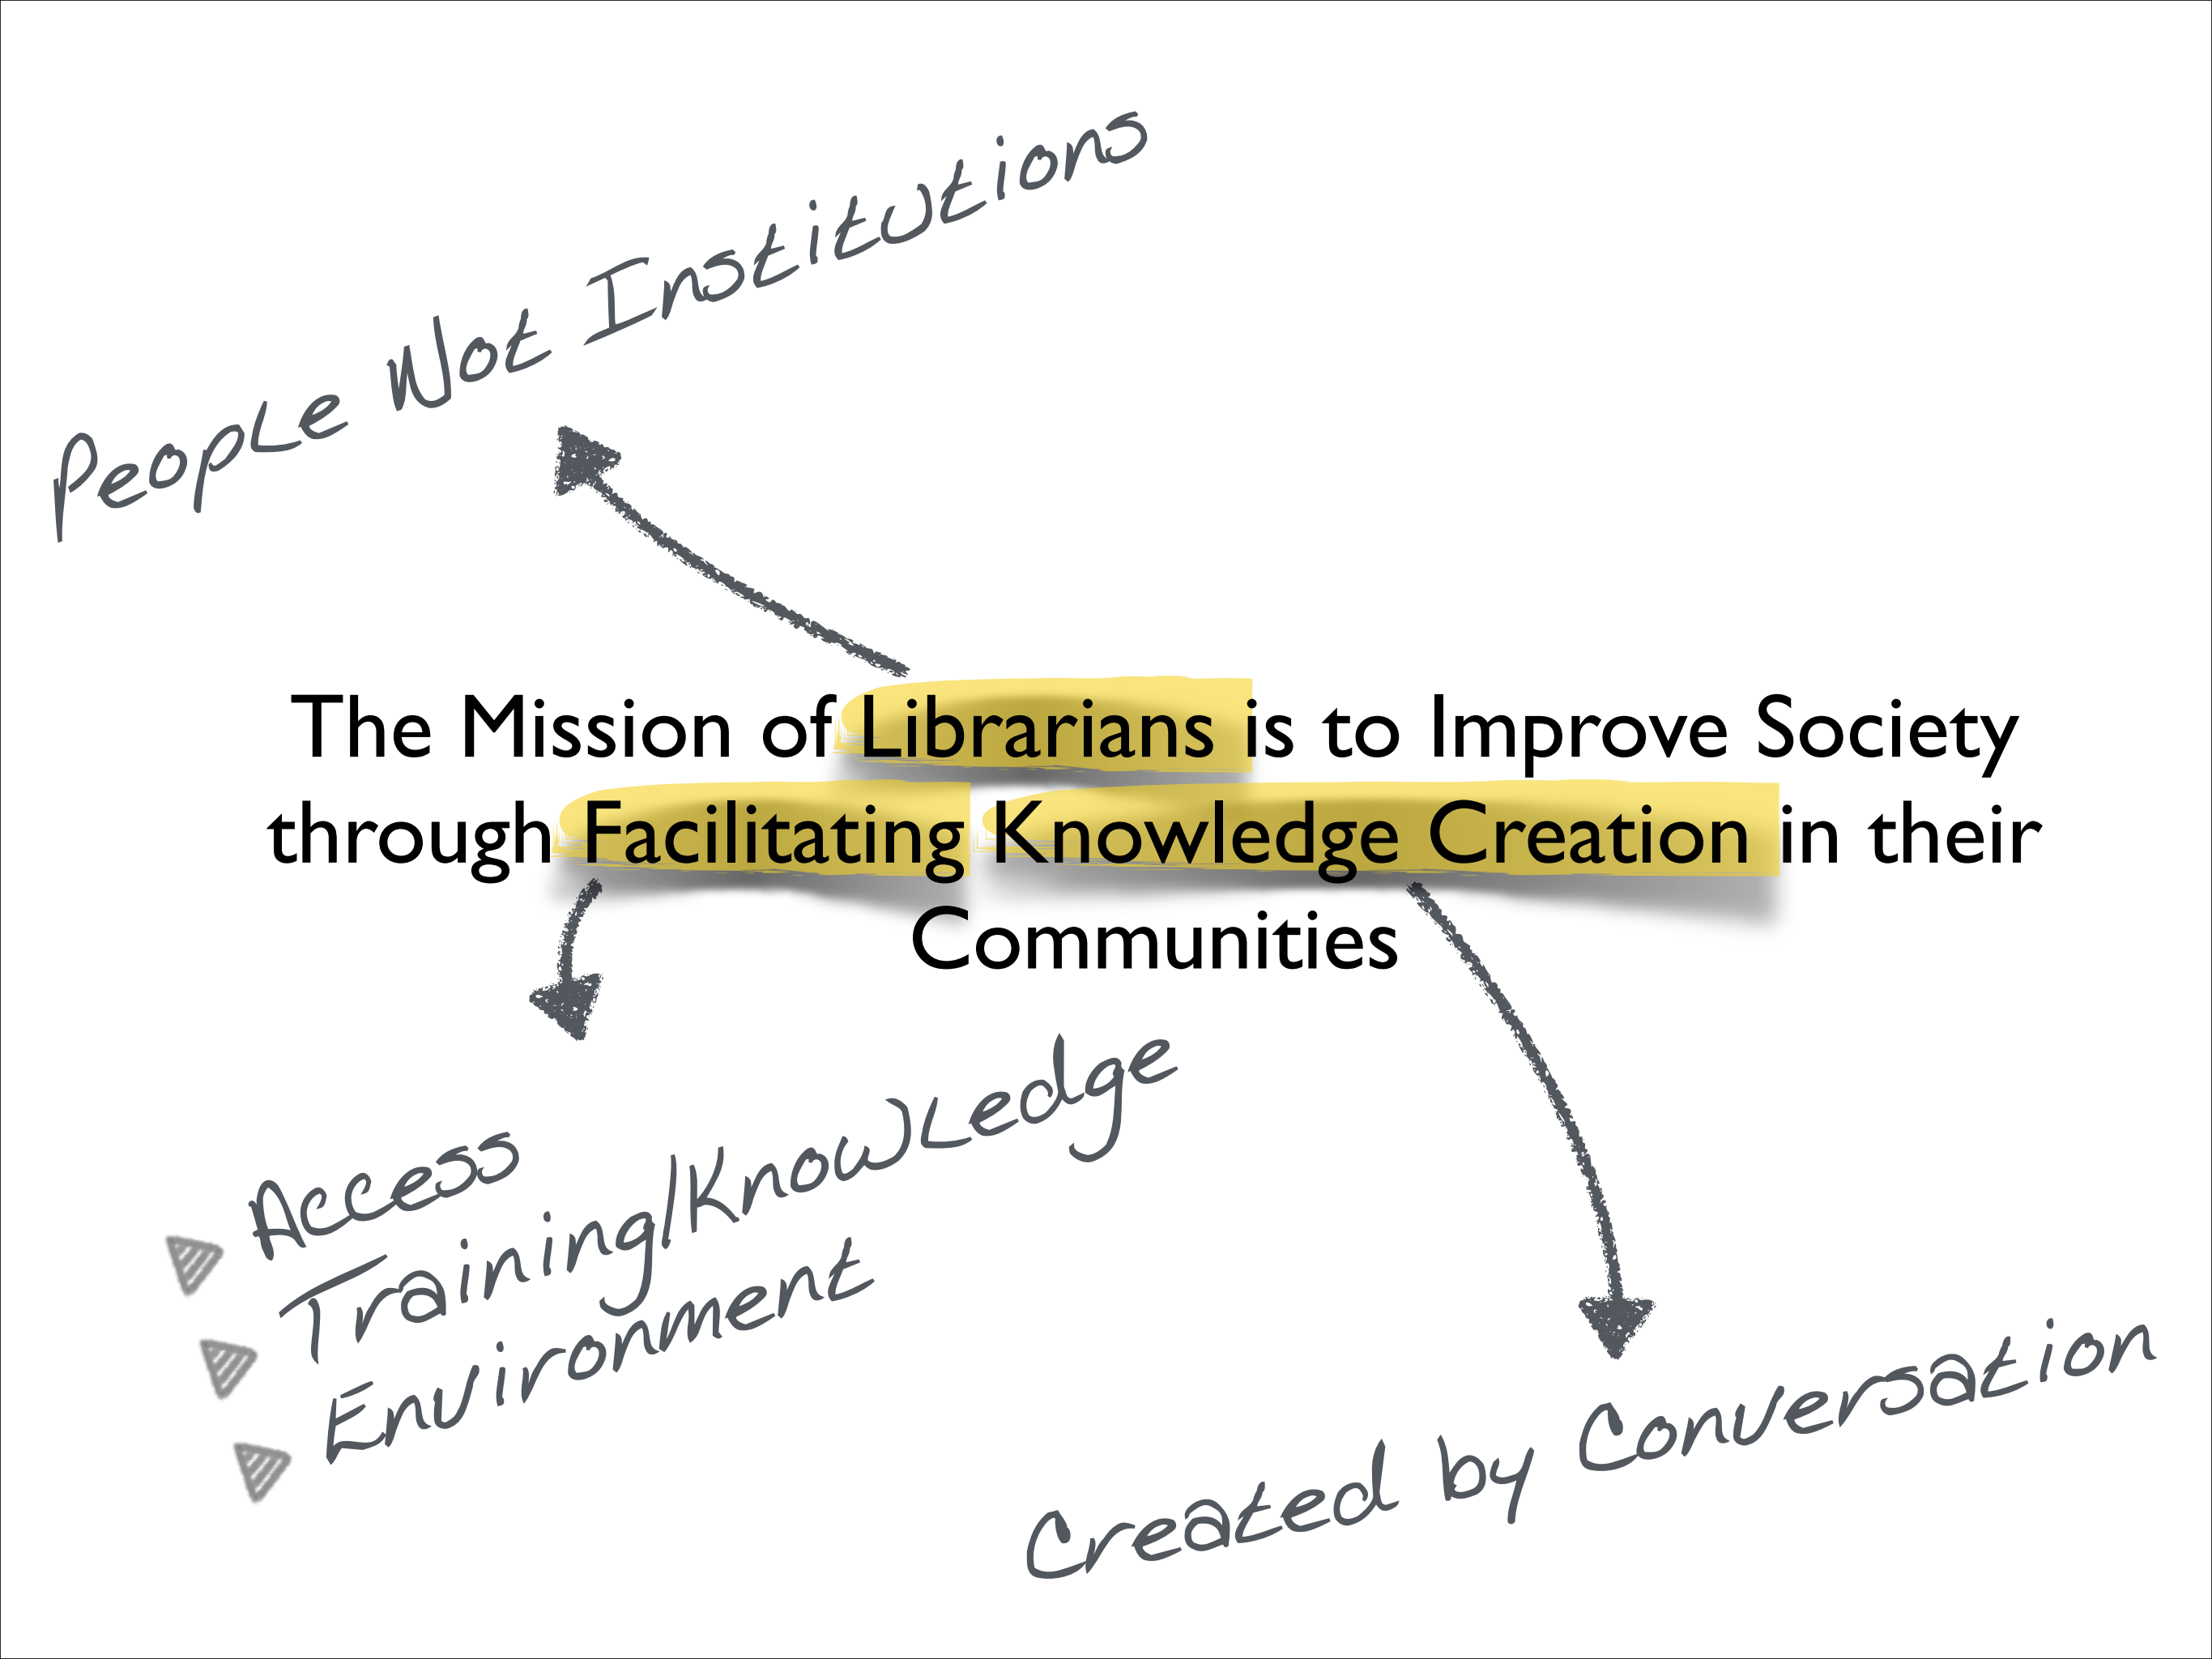 People Not Institutions
The Mission of Librarians is to Improve Society
through Facilitating Knowledge Creation in their
Communities
Access
Training/Knowledge
Environment
Created by Conversation